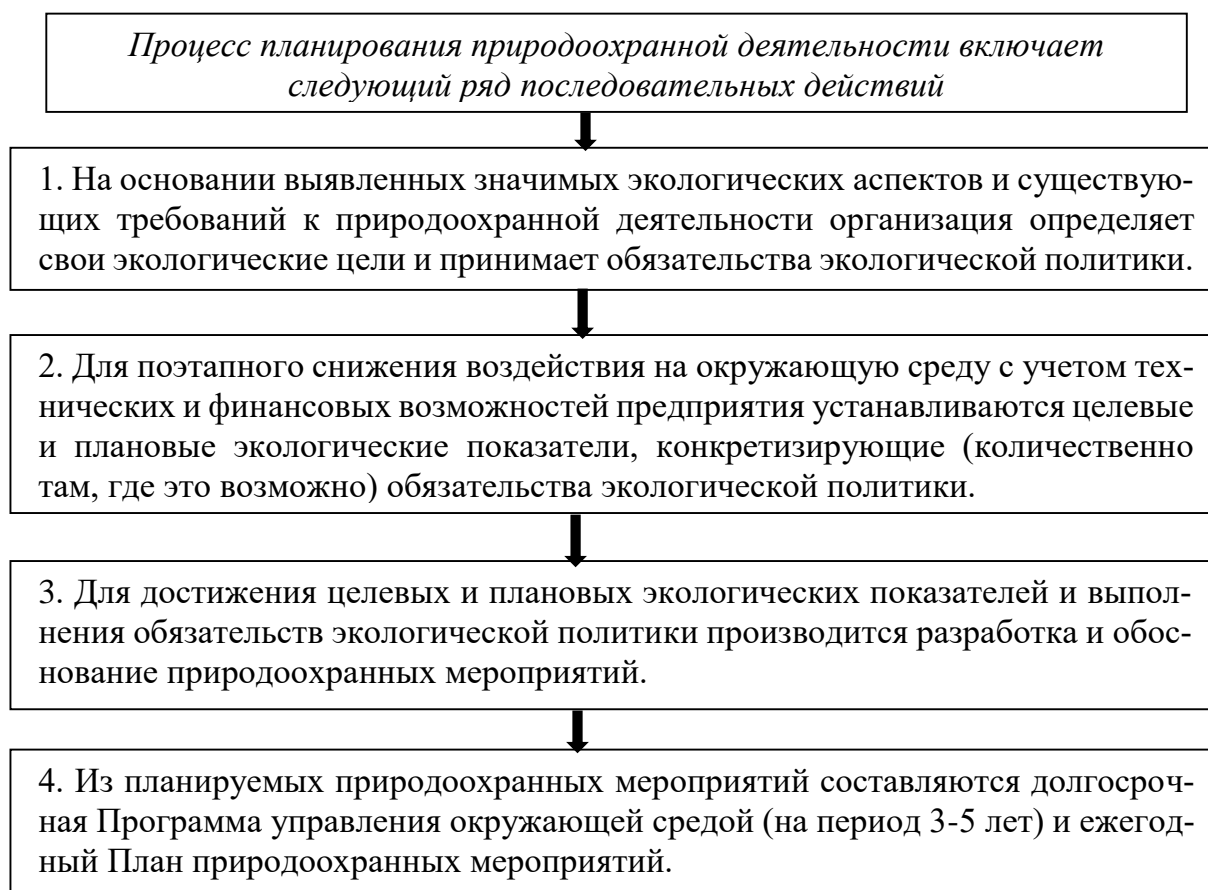 Процесс планирования природоохранной деятельности включает
следующий ряд последовательных действий
1. На основании выявленных значимых экологических аспектов и существую-
щих требований к природоохранной деятельности организация определяет
свои экологические цели и принимает обязательства экологической политики.
2. Для поэтапного снижения воздействия на окружающую среду с учетом тех-
нических и финансовых возможностей предприятия устанавливаются целевые
и плановые экологические показатели, конкретизирующие (количественно
там, где это возможно) обязательства экологической политики.
3. Для достижения целевых и плановых экологических показателей и выпол-
нения обязательств экологической политики производится разработка и обос-
нование природоохранных мероприятий.
4. Из планируемых природоохранных мероприятий составляются долгосроч-
ная Программа управления окружающей средой (на период 3-5 лет) и ежегод-
ный План природоохранных мероприятий.